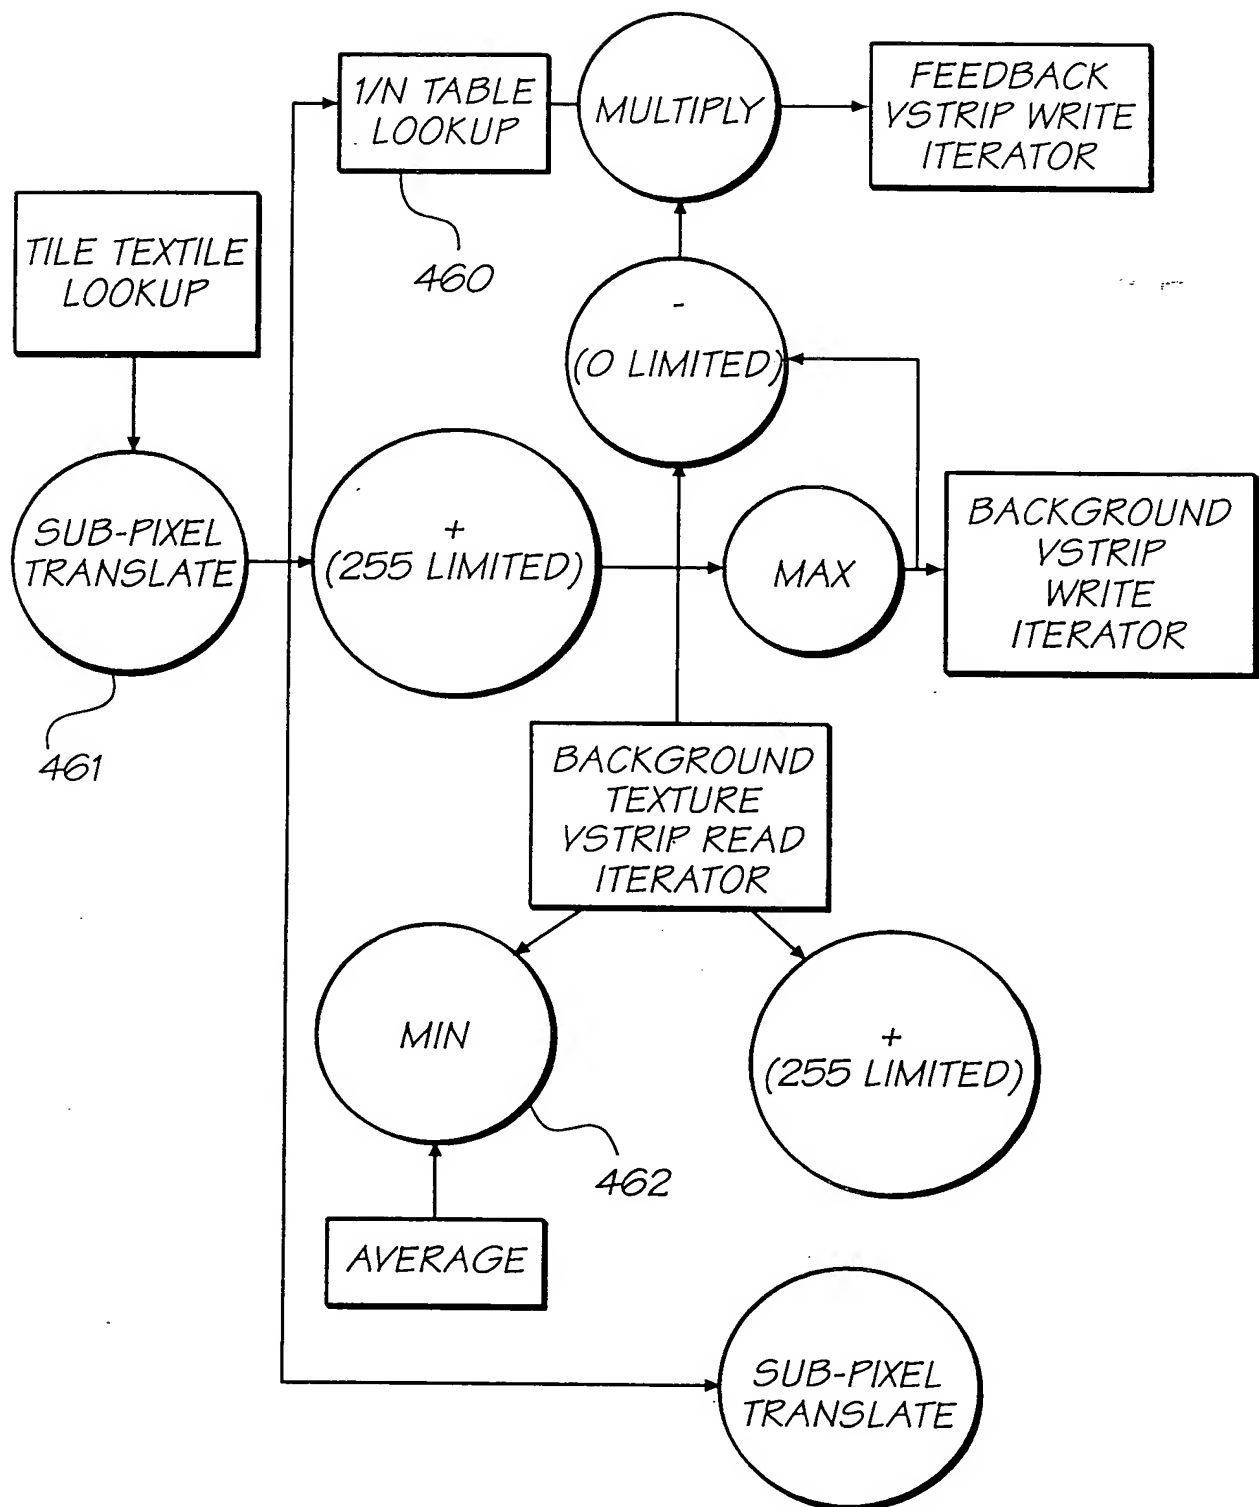 1/N TABLE
LOOKUP
MULTIPLY
FEEDBACK
VSTRIP WRITE
ITERATOR
460
TILE TEXTILE
LOOKUP
-
(0 LIMITED)
SUB-PIXEL
TRANSLATE
461
+
(255 LIMITED)
MAX
BACKGROUND
VSTRIP
WRITE
ITERATOR
BACKGROUND
TEXTURE
VSTRIP READ
ITERATOR
MIN
462
+
(255 LIMITED)
AVERAGE
SUB-PIXEL
TRANSLATE